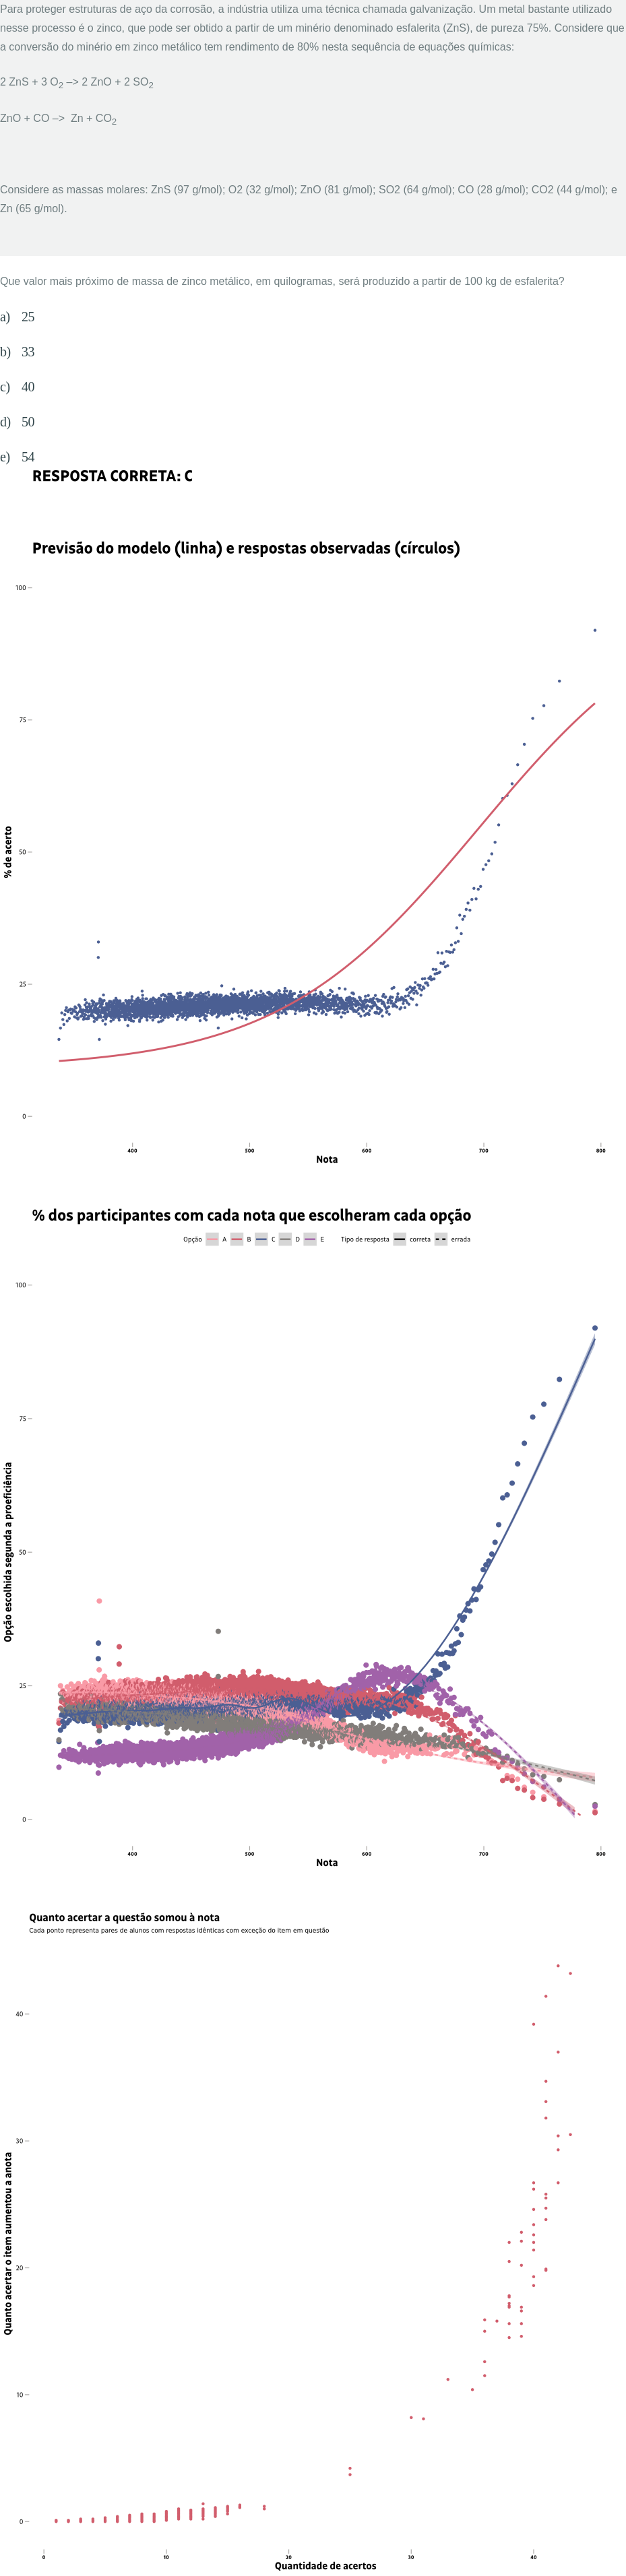 Para proteger estruturas de aço da corrosão, a indústria utiliza uma técnica chamada galvanização. Um metal bastante utilizado
nesse processo é o zinco, que pode ser obtido a partir de um minério denominado esfalerita (ZnS), de pureza 75%. Considere que
a conversão do minério em zinco metálico tem rendimento de 80% nesta sequência de equações químicas:
2 ZnS + 3 O2 –> 2 ZnO + 2 SO2
ZnO + CO –> Zn + CO2
Considere as massas molares: ZnS (97 g/mol); O2 (32 g/mol); ZnO (81 g/mol); SO2 (64 g/mol); CO (28 g/mol); CO2 (44 g/mol); e
Zn (65 g/mol).
Que valor mais próximo de massa de zinco metálico, em quilogramas, será produzido a partir de 100 kg de esfalerita?
a) 25
b) 33
c) 40
d) 50
e) 54
RESPOSTA CORRETA: C
Previsão do modelo (linha) e respostas observadas (círculos)
100
75
50
25
0
% de acerto
400 500 600 700 800
Nota
% dos participantes com cada nota que escolheram cada opção
Opção A B C D E Tipo de resposta correta errada
100
75
50
25
0
Opção escolhida segunda a proeficiência
400 500 600 700 800
Nota
Quanto acertar a questão somou à nota
Cada ponto representa pares de alunos com respostas idênticas com exceção do item em questão
40
30
20
10
0
Quanto acertar o item aumentou a anota
0 10 20 30 40
Quantidade de acertos